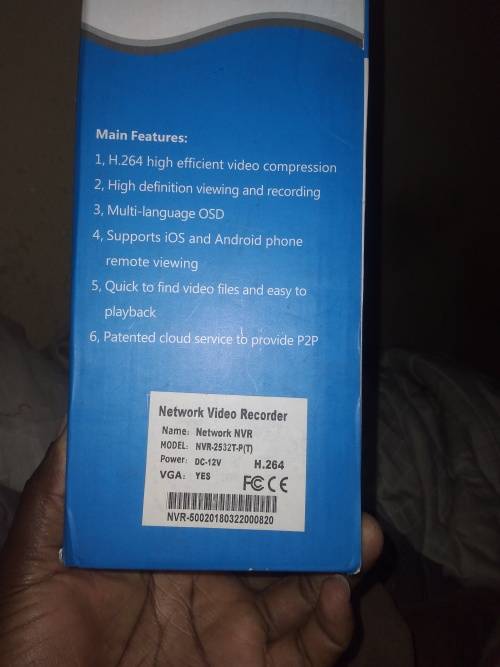 Main Features:
1, H.264 high efficient video compression
2, High definition viewing and recording
3, Multi-language OSD
4, Supports iOS and Android phone
remote viewing
5, Quick to find video files and easy to
playback
6, Patented cloud service to provide P2P
Network Video Recorder
Name: Network NVR
MODEL: NVR-2532T-P(T)
Power: DC-12V
H.264
VGA: YES
FC CE
NVR-50020180322000820